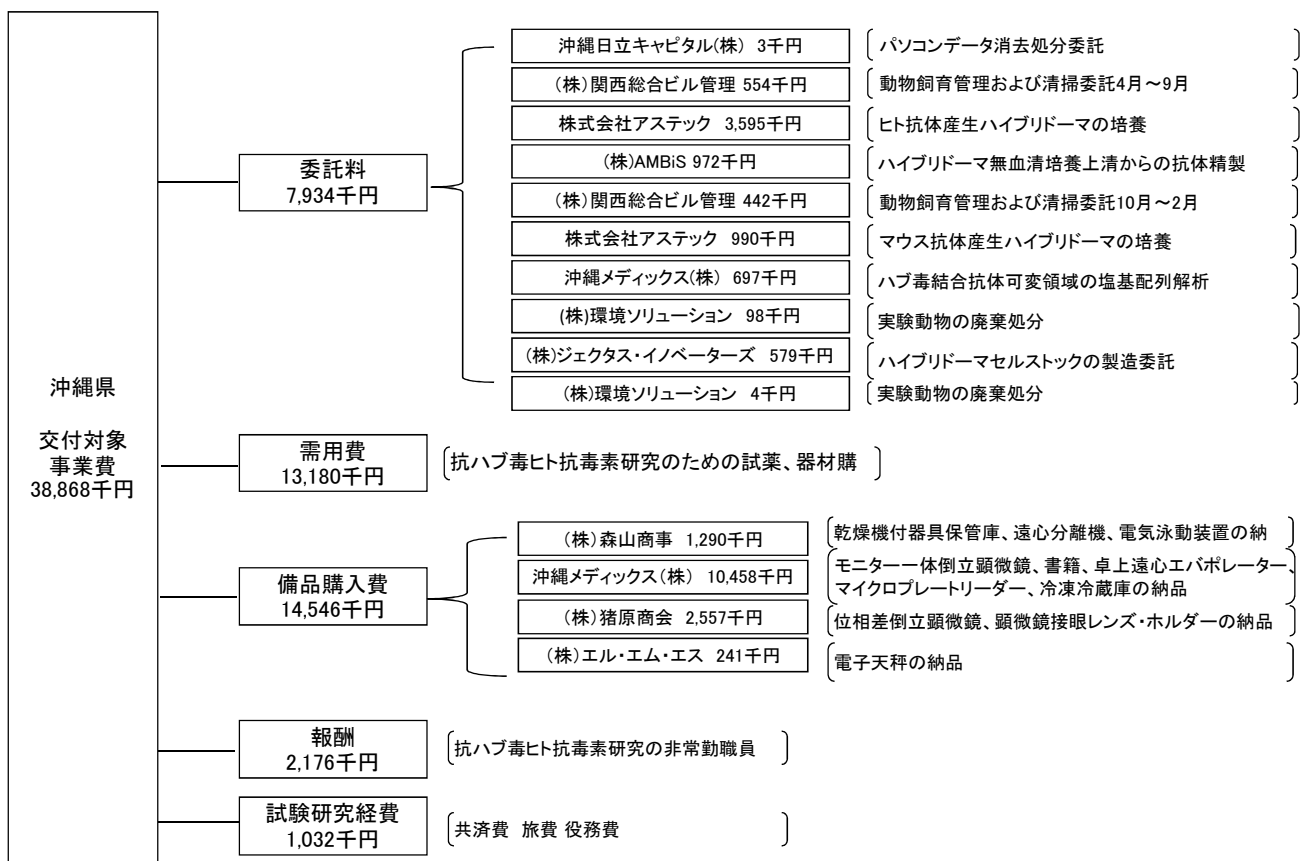 沖縄県
交付対象
事業費
38,868千円
委託料
7,934千円
沖縄日立キャピタル(株) 3千円
パソコンデータ消去処分委託
(株)関西総合ビル管理 554千円
動物飼育管理および清掃委託4月～9月
株式会社アステック 3,595千円
ヒト抗体産生ハイブリドーマの培養
(株)AMBiS 972千円
ハイブリドーマ無血清培養上清からの抗体精製
(株)関西総合ビル管理 442千円
動物飼育管理および清掃委託10月～2月
株式会社アステック 990千円
マウス抗体産生ハイブリドーマの培養
沖縄メディックス(株) 697千円
ハブ毒結合抗体可変領域の塩基配列解析
(株)環境ソリューション 98千円
実験動物の廃棄処分
(株)ジェクタス・イノベーターズ 579千円
ハイブリドーマセルストックの製造委託
(株)環境ソリューション 4千円
実験動物の廃棄処分
需用費
13,180千円
抗ハブ毒ヒト抗毒素研究のための試薬、器材購
備品購入費
14,546千円
(株)森山商事 1,290千円
乾燥機付器具保管庫、遠心分離機、電気泳動装置の納
沖縄メディックス(株) 10,458千円
モニター一体倒立顕微鏡、書籍、卓上遠心エバポレーター、
マイクロプレートリーダー、冷凍冷蔵庫の納品
(株)猪原商会 2,557千円
位相差倒立顕微鏡、顕微鏡接眼レンズ・ホルダーの納品
(株)エル・エム・エス 241千円
電子天秤の納品
報酬
2,176千円
抗ハブ毒ヒト抗毒素研究の非常勤職員
試験研究経費
1,032千円
共済費 旅費 役務費